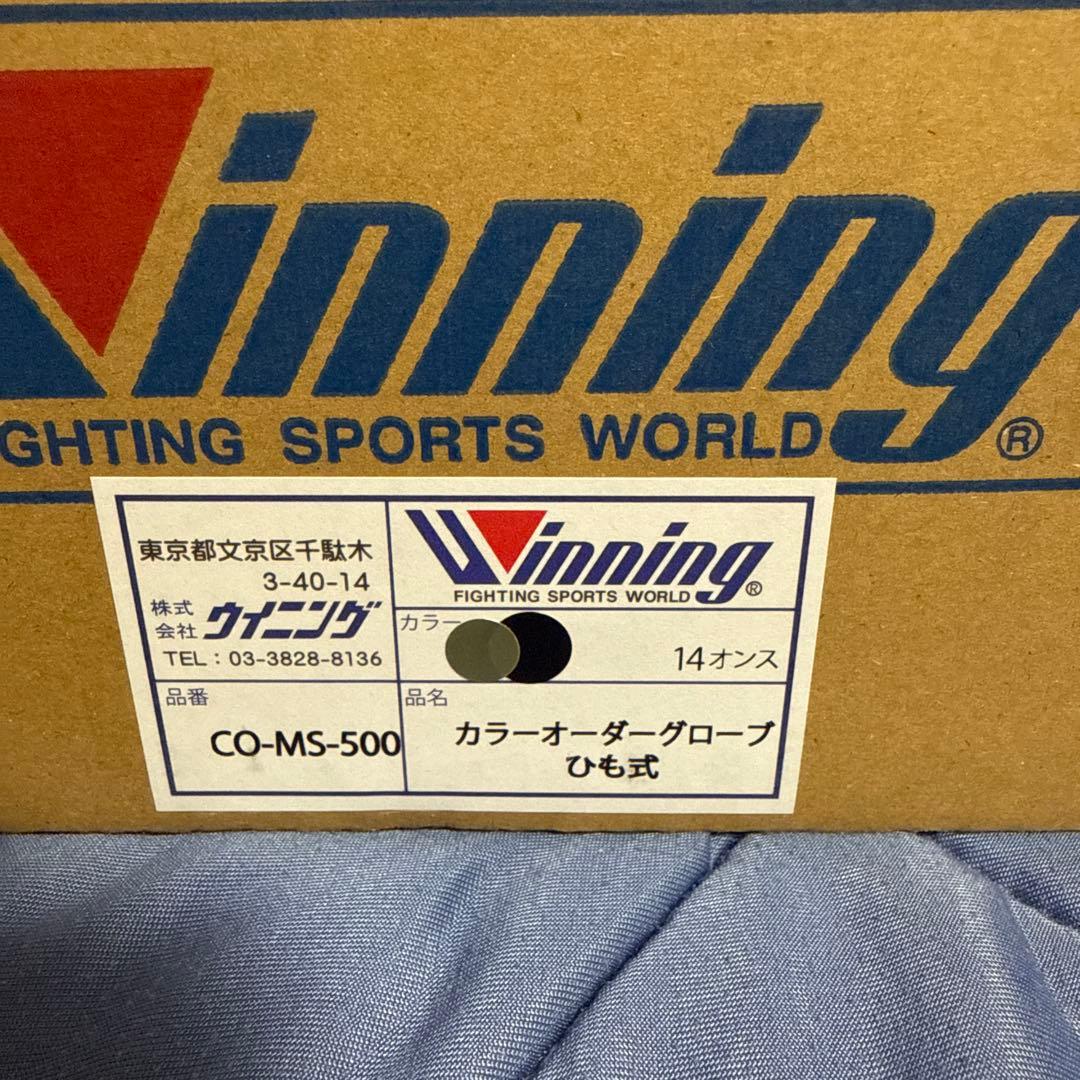 Winning
FIGHTING SPORTS WORLD ®
東京都文京区千駄木
3-40-14
株式会社 ウイニング
TEL：03-3828-8136
Winning ®
FIGHTING SPORTS WORLD
カラー
14オンス
品番
CO-MS-500
品名
カラーオーダーグローブ
ひも式